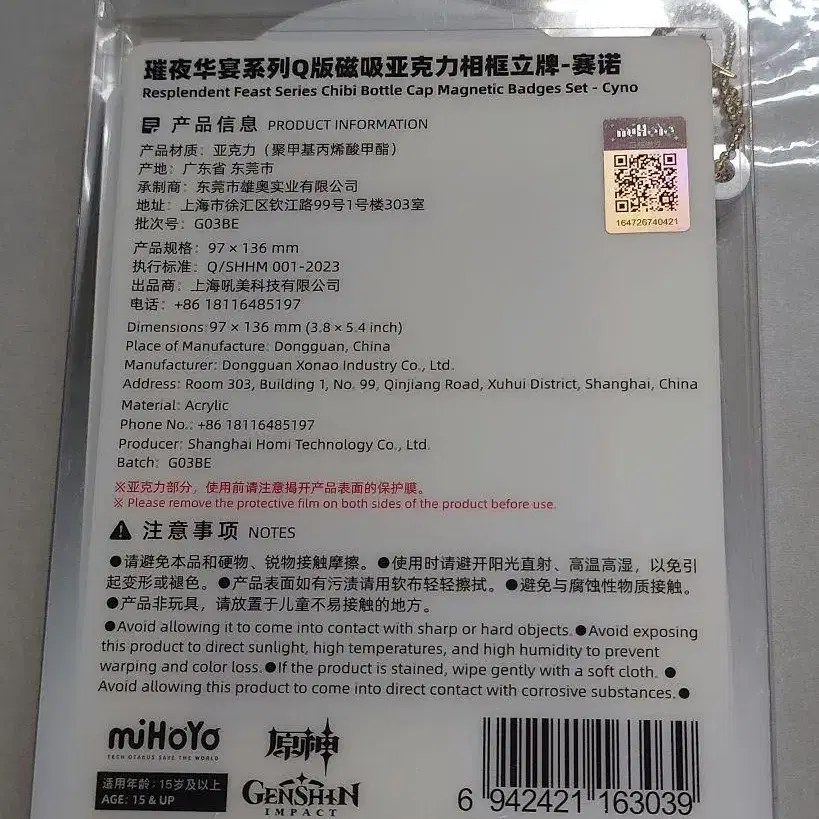 璀夜华宴系列Q版磁吸亚克力相框立牌-赛诺
Resplendent Feast Series Chibi Bottle Cap Magnetic Badges Set - Cyno
产品信息 PRODUCT INFORMATION
miHoYo
产品材质：亚克力（聚甲基丙烯酸甲酯）
产地：广东省 东莞市
承制商：东莞市雄奥实业有限公司
地址：上海市徐汇区钦江路99号1号楼303室
批次号：G03BE
164726740421
产品规格：97 × 136 mm
执行标准：Q/SHHM 001-2023
出品商：上海吼美科技有限公司
电话：+86 18116485197
Dimensions: 97 × 136 mm (3.8 × 5.4 inch)
Place of Manufacture: Dongguan, China
Manufacturer: Dongguan Xonao Industry Co., Ltd.
Address: Room 303, Building 1, No. 99, Qinjiang Road, Xuhui District, Shanghai, China
Material: Acrylic
Phone No.: +86 18116485197
Producer: Shanghai Homi Technology Co., Ltd.
Batch: G03BE
※亚克力部分，使用前请注意揭开产品表面的保护膜。
※ Please remove the protective film on both sides of the product before use.
注意事项 NOTES
●请避免本品和硬物、锐物接触摩擦。●使用时请避开阳光直射、高温高湿，以免引
起变形或褪色。●产品表面如有污渍请用软布轻轻擦拭。●避免与腐蚀性物质接触。
●产品非玩具，请放置于儿童不易接触的地方。
●Avoid allowing it to come into contact with sharp or hard objects.●Avoid exposing
this product to direct sunlight, high temperatures, and high humidity to prevent
warping and color loss.●If the product is stained, wipe gently with a soft cloth. ●
Avoid allowing this product to come into direct contact with corrosive substances.●
miHoYo
TECH OTAKUS SAVE THE WORLD
适用年龄：15岁及以上
AGE: 15 & UP
原神
GENSHIN
IMPACT
6 942421 163039